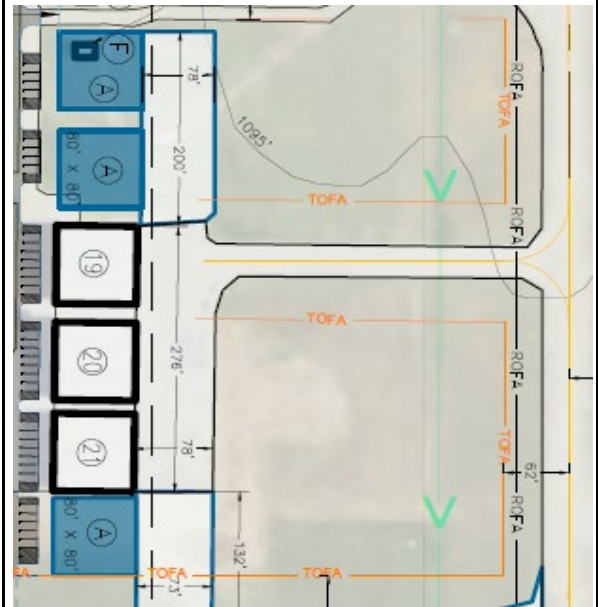 F
ROFA
78'
A
TOFA
1095'
80' X 80'
A
200'
TOFA
ROFA
19
TOFA
276'
20
ROFA
TOFA
21
78'
62'
80' X 80'
A
ROFA
132'
TOFA
TOFA
73'